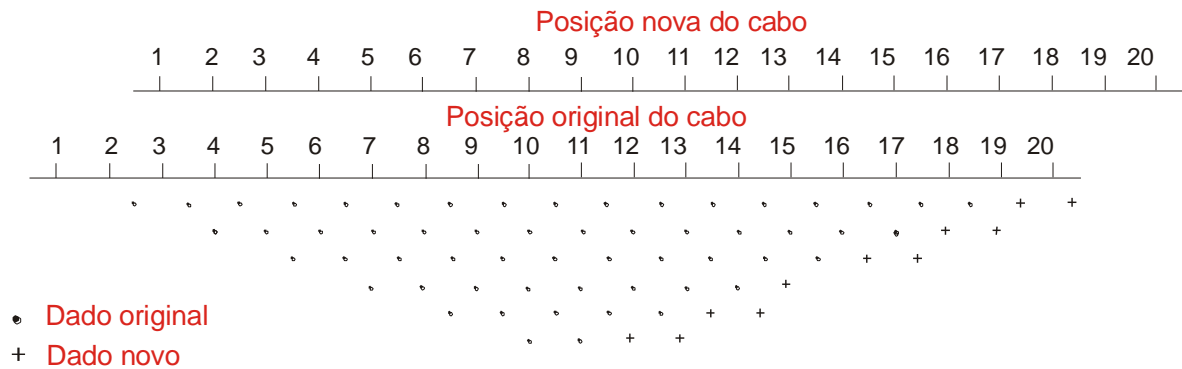 Posição nova do cabo
1 2 3 4 5 6 7 8 9 10 11 12 13 14 15 16 17 18 19 20
Posição original do cabo
1 2 3 4 5 6 7 8 9 10 11 12 13 14 15 16 17 18 19 20
Dado original
Dado novo